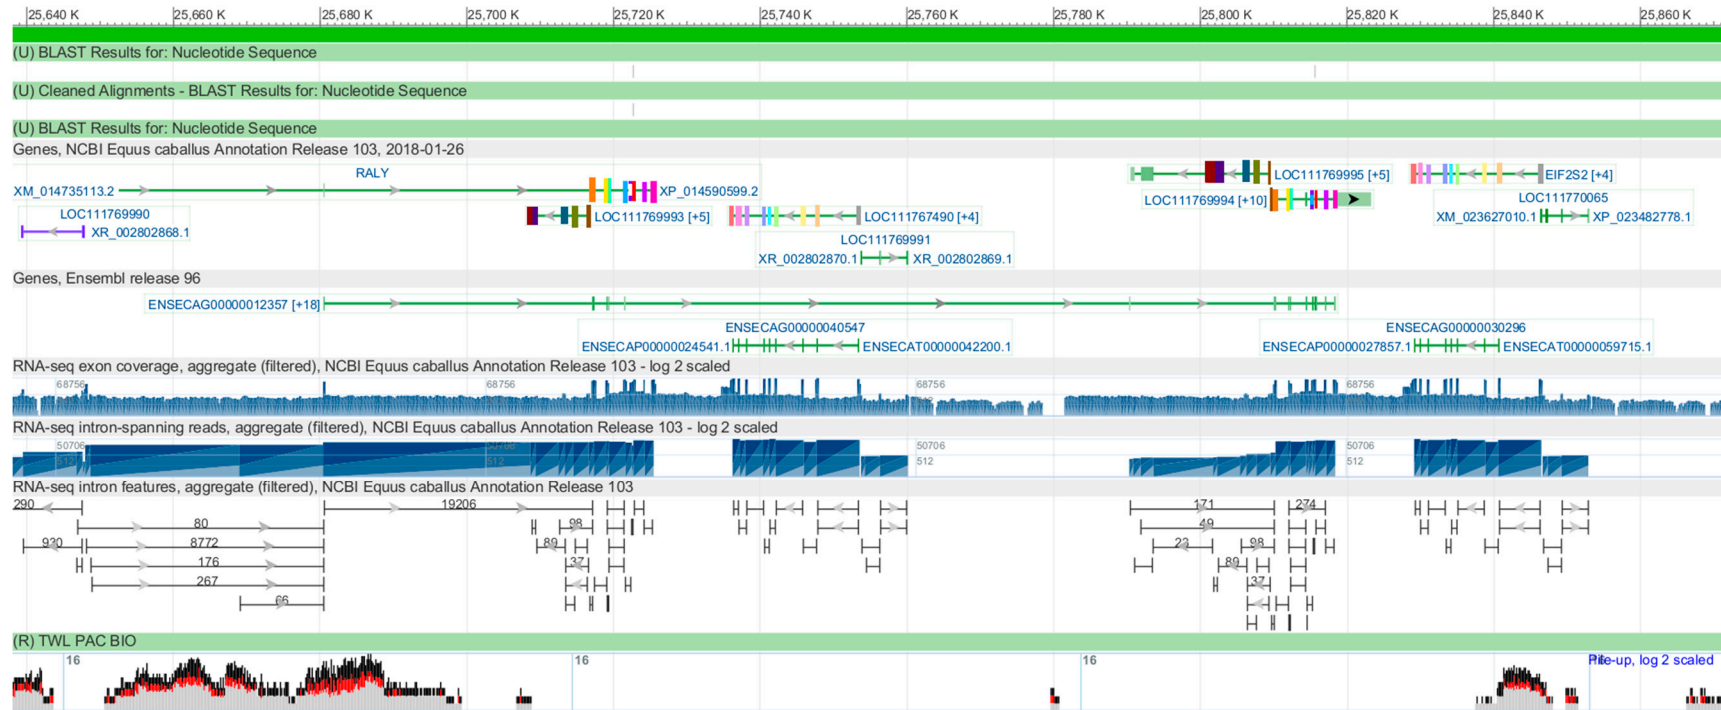 25,640 K 25,660 K 25,680 K 25,700 K 25,720 K 25,740 K 25,760 K 25,780 K 25,800 K 25,820 K 25,840 K 25,860 K
(U) BLAST Results for: Nucleotide Sequence
(U) Cleaned Alignments - BLAST Results for: Nucleotide Sequence
(U) BLAST Results for: Nucleotide Sequence
Genes, NCBI Equus caballus Annotation Release 103, 2018-01-26
RALY LOC111769995 [+5] EIF2S2 [+4]
XM_014735113.2 XP_014590599.2 LOC111769994 [+10] LOC111770065
LOC111769990 LOC111769993 [+5] LOC111767490 [+4] XM_023627010.1 XP_023482778.1
XR_002802868.1 LOC111769991
XR_002802870.1 XR_002802869.1
Genes, Ensembl release 96
ENSECAG00000012357 [+18]
ENSECAG00000040547 ENSECAG00000030296
ENSECAP00000024541.1 ENSECAT00000042200.1 ENSECAP00000027857.1 ENSECAT00000059715.1
RNA-seq exon coverage, aggregate (filtered), NCBI Equus caballus Annotation Release 103 - log 2 scaled
68756 68756 68756 68756
RNA-seq intron-spanning reads, aggregate (filtered), NCBI Equus caballus Annotation Release 103 - log 2 scaled
50706 50706 50706
512 512 512 512
RNA-seq intron features, aggregate (filtered), NCBI Equus caballus Annotation Release 103
290 19206 171 274
80 98 49
930 8772 89 23 98
176 37 89
267 37
66
(R) TWL PAC BIO
16 16 16 Pile-up, log 2 scaled